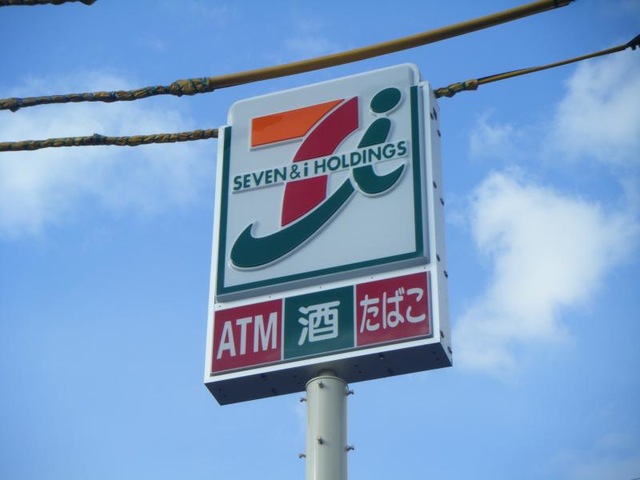 7i
SEVEN & i HOLDINGS
ATM 酒 たばこ